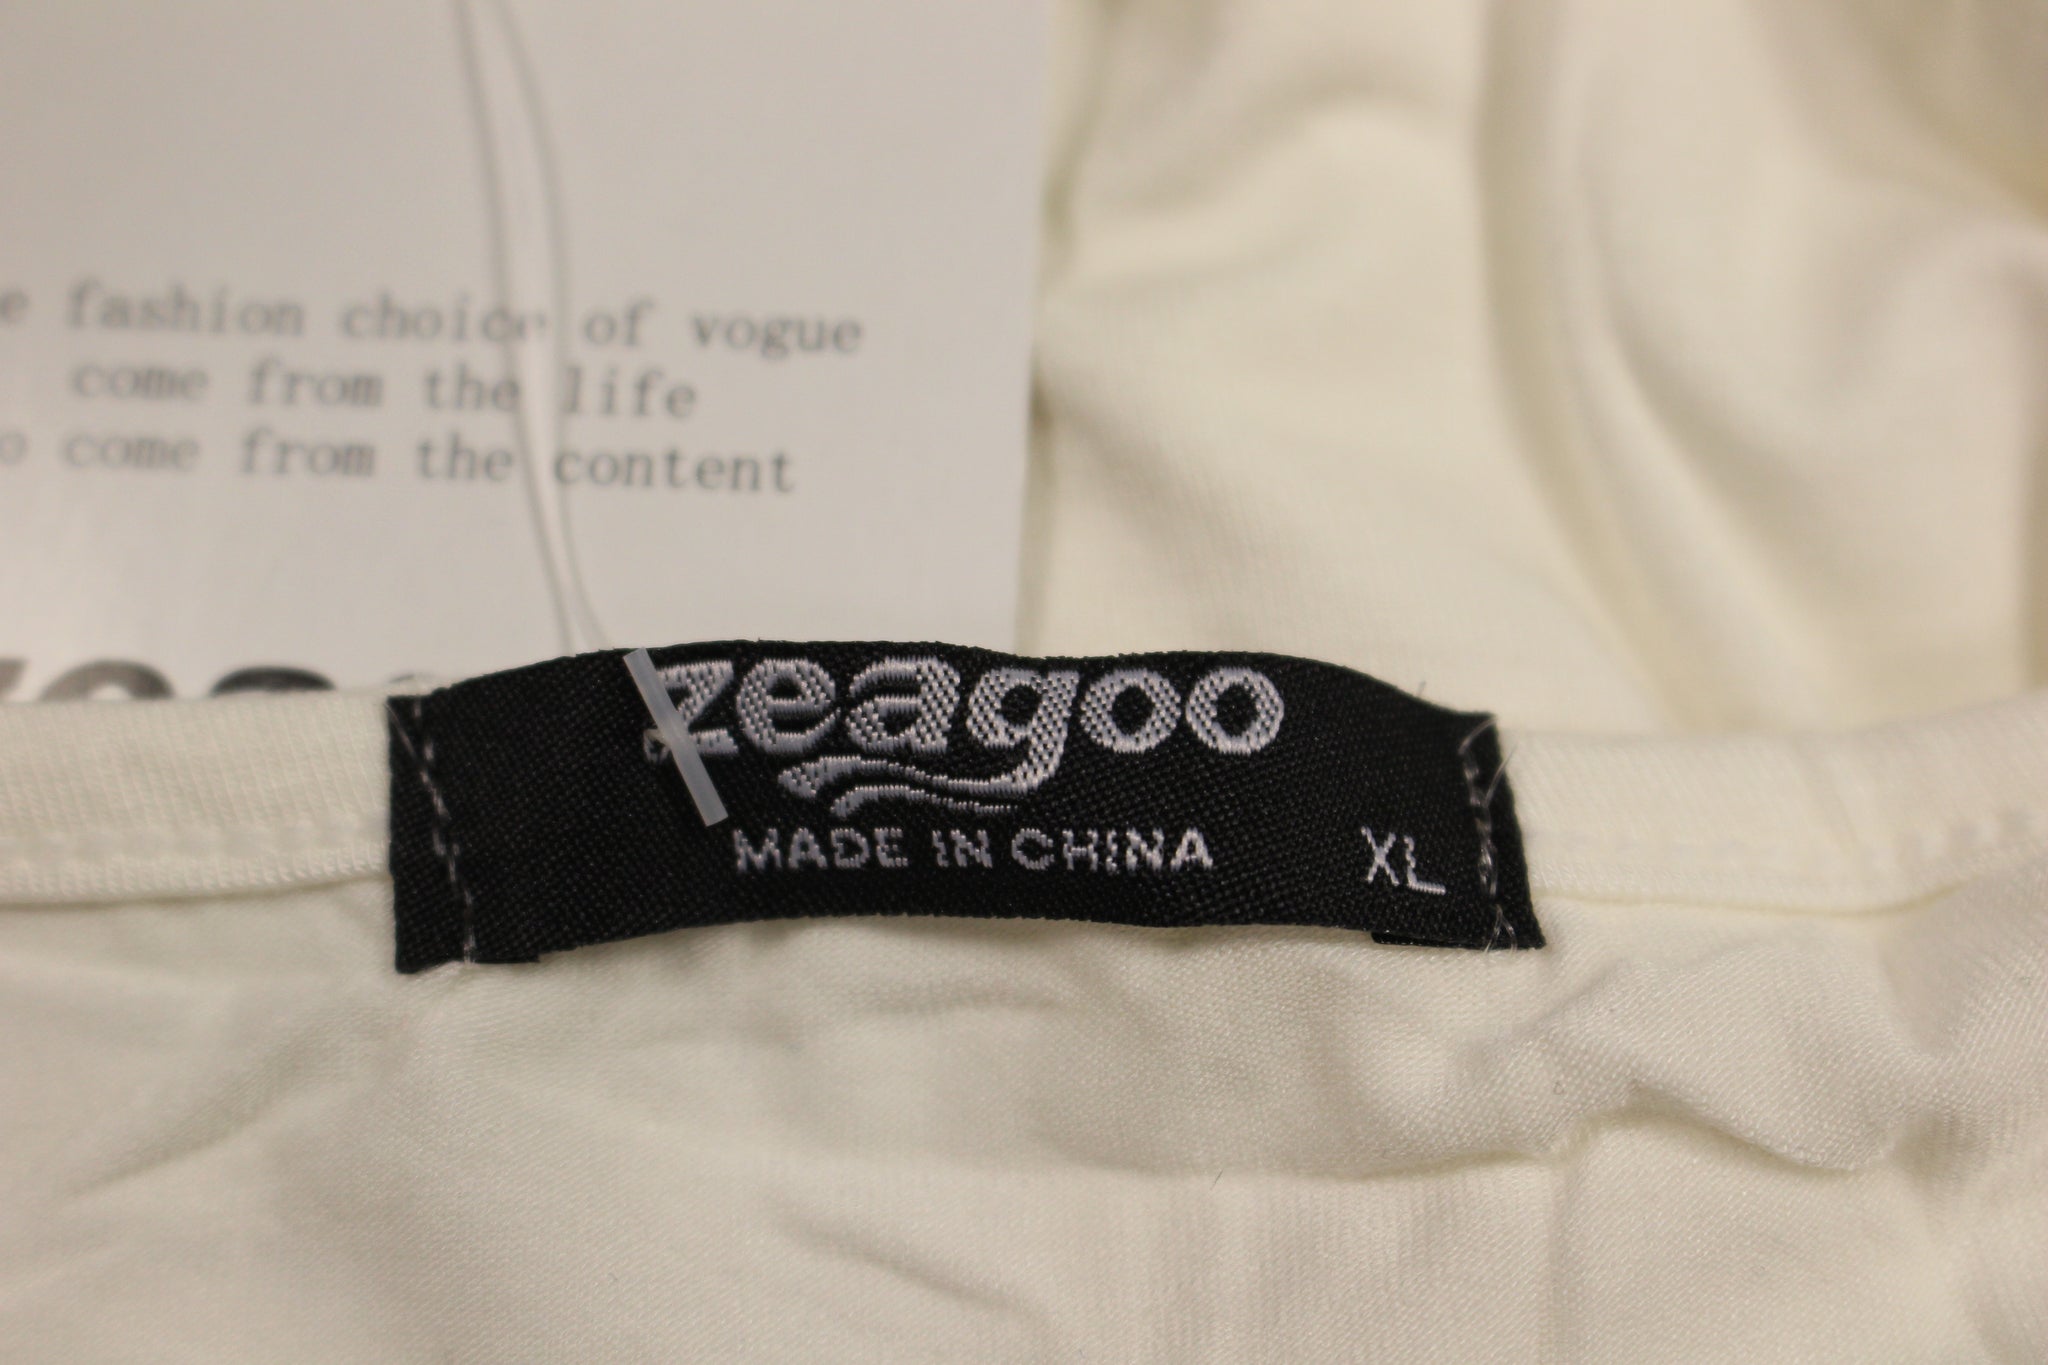 fashion choice of vogue
come from the life
come from the content
zeagoo
MADE IN CHINA XL